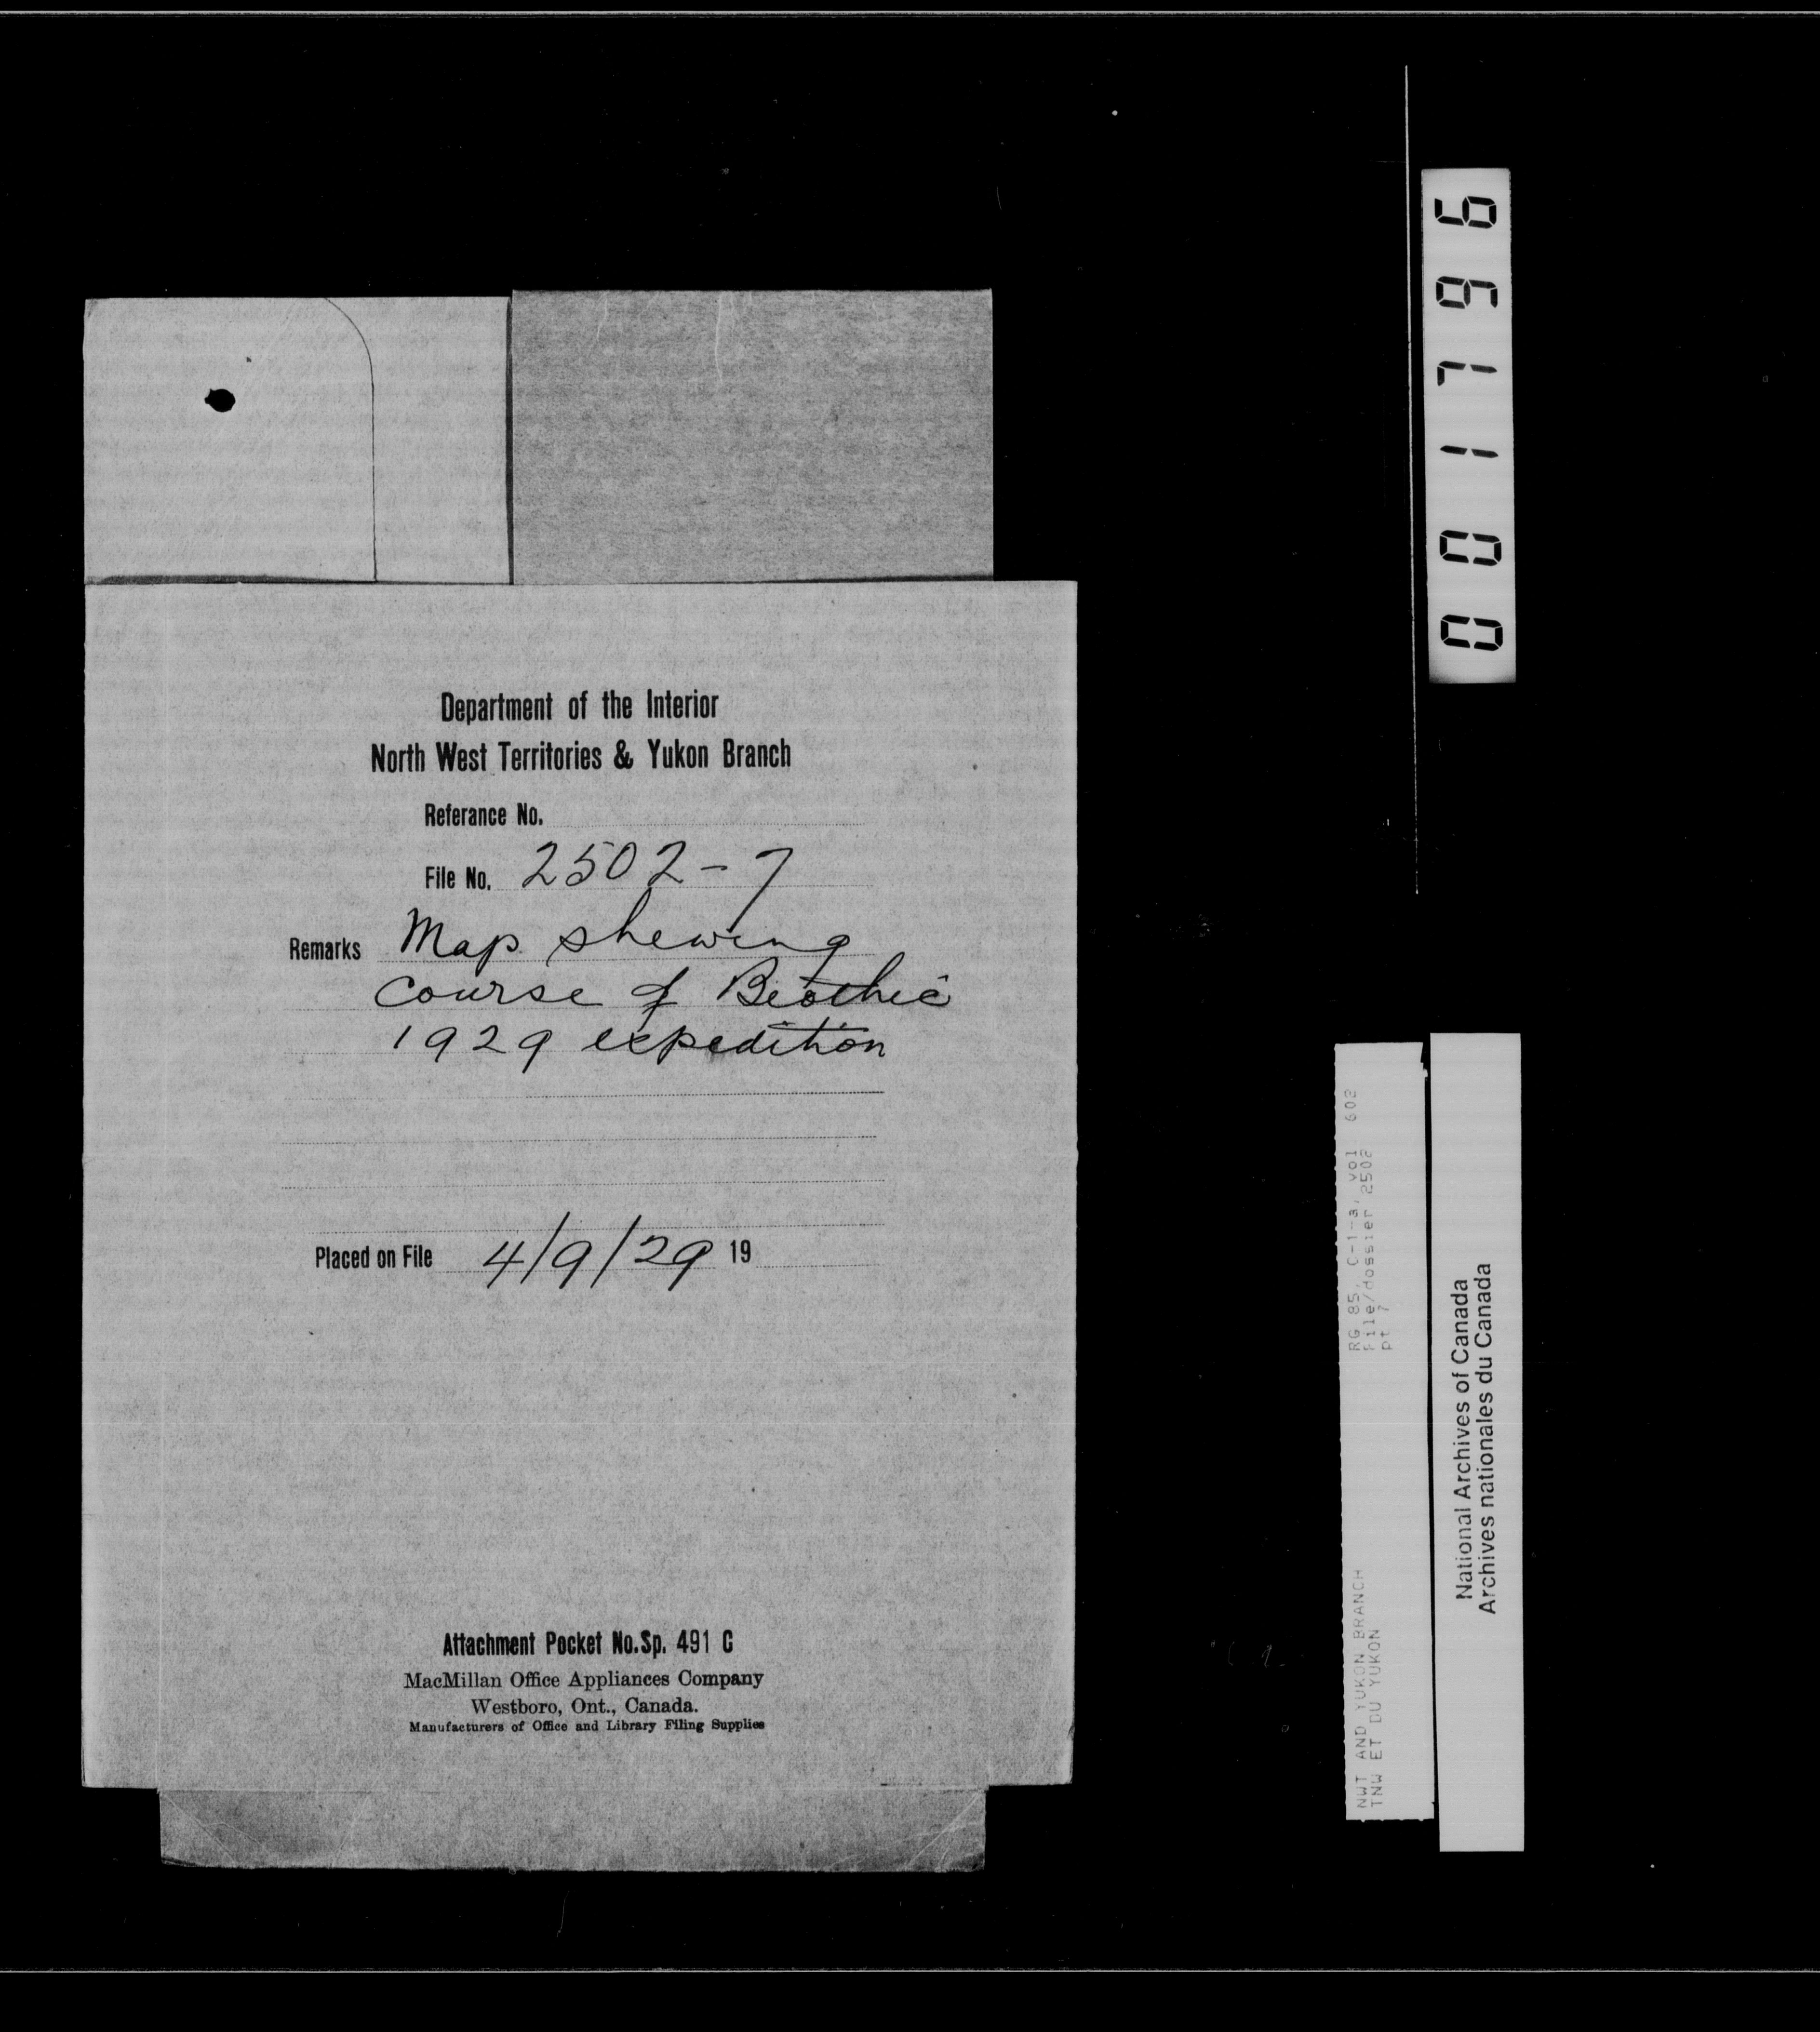 Department of the Interior
North West Territories & Yukon Branch
Referance No.
File No. 2502-7
Remarks Map shewing
course of Beothic
1929 expedition
Placed on File 4/9/29 19
Attachment Pocket No.Sp. 491 C
MacMillan Office Appliances Company
Westboro, Ont., Canada.
Manufacturers of Office and Library Filing Supplies
001796
RG 85, C-1-a, vol 602
File/dossier 2502
pt 7
NWT AND YUKON BRANCH
TNW ET DU YUKON
National Archives of Canada
Archives nationales du Canada